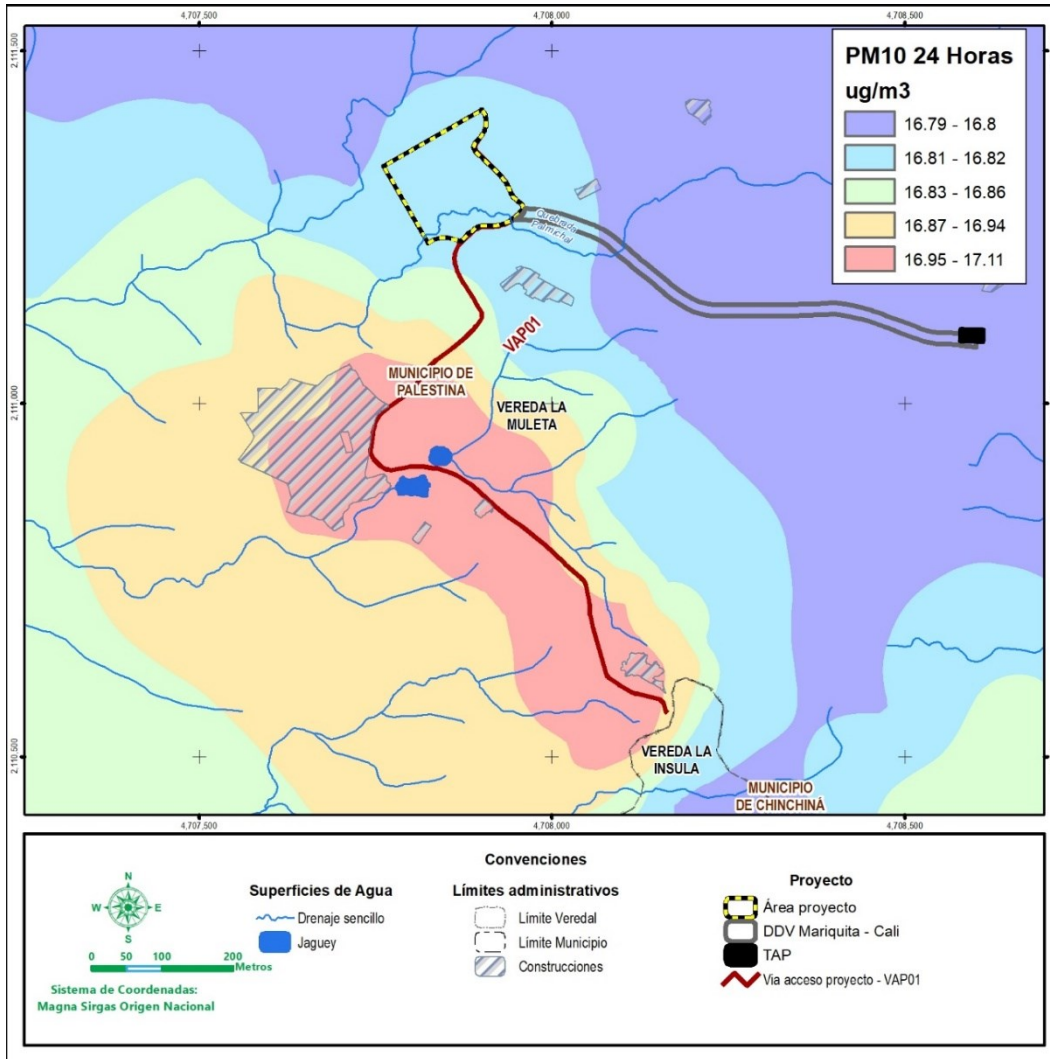 4,707,500
4,708,000
4,708,500
2,111,500
2,111,000
2,110,500
PM10 24 Horas
ug/m3
16.79 - 16.8
16.81 - 16.82
16.83 - 16.86
16.87 - 16.94
16.95 - 17.11
Quebrada
Palmichal
VAP01
MUNICIPIO DE
PALESTINA
VEREDA LA
MULETA
VEREDA LA
INSULA
MUNICIPIO
DE CHINCHINÁ
4,707,500
4,708,000
4,708,500
N
W
E
S
0 50 100 200
Metros
Sistema de Coordenadas:
Magna Sirgas Origen Nacional
Convenciones
Superficies de Agua
Drenaje sencillo
Jaguey
Límites administrativos
Límite Veredal
Límite Municipio
Construcciones
Proyecto
Área proyecto
DDV Mariquita - Cali
TAP
Via acceso proyecto - VAP01